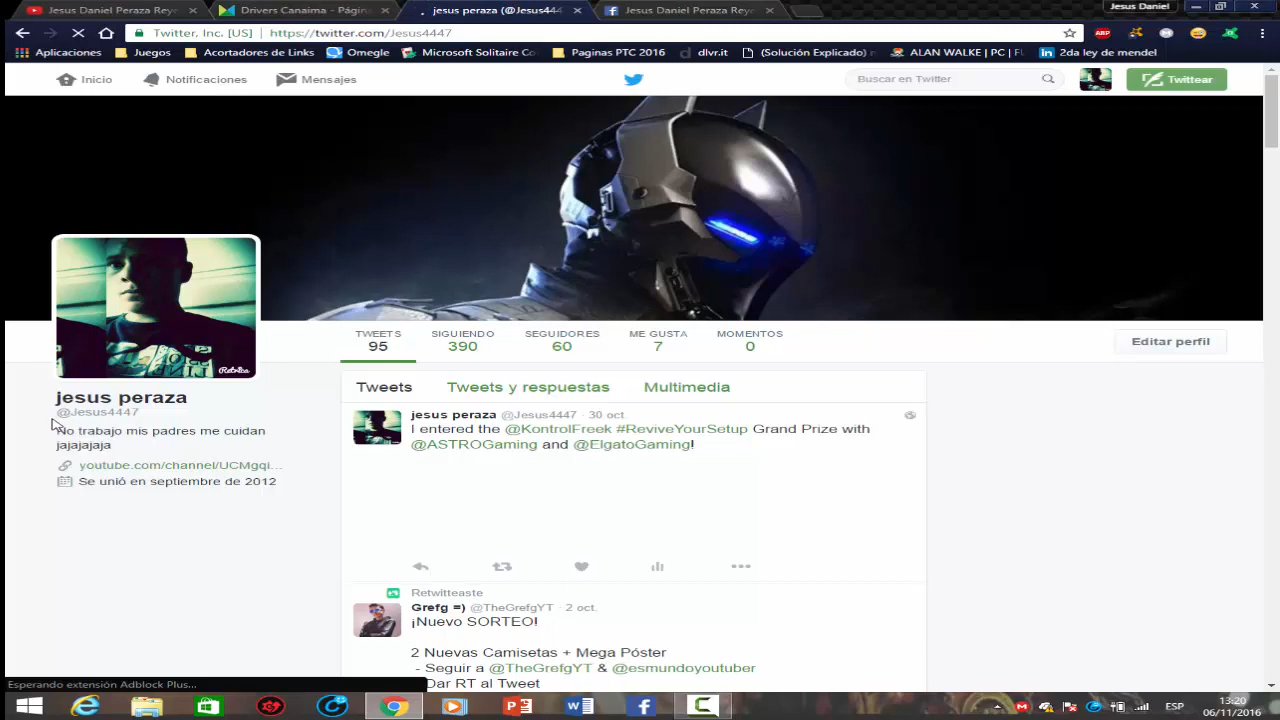 Jesus Daniel Peraza Reye
Drivers Canaima - Págin
jesus peraza (@Jesus444
Jesus Daniel Peraza Reye
Jesus Daniel
Twitter, Inc. [US]
https://twitter.com/Jesus4447
ABP
Aplicaciones
Juegos
Acortadores de Links
Omegle
Microsoft Solitaire Co
Paginas PTC 2016
dlvr.it
(Solución Explicado)
ALAN WALKE | PC | FU
2da ley de mendel
Inicio
Notificaciones
Mensajes
Buscar en Twitter
Twittear
TWEETS
95
SIGUIENDO
390
SEGUIDORES
60
ME GUSTA
7
MOMENTOS
0
Editar perfil
Retrica
jesus peraza
@Jesus4447
No trabajo mis padres me cuidan
jajajajaja
youtube.com/channel/UCMgqi...
Se unió en septiembre de 2012
Tweets
Tweets y respuestas
Multimedia
jesus peraza @Jesus4447 · 30 oct.
I entered the @KontrolFreek #ReviveYourSetup Grand Prize with
@ASTROGaming and @ElgatoGaming!
Retwitteaste
Grefg =) @TheGrefgYT · 2 oct.
¡Nuevo SORTEO!
2 Nuevas Camisetas + Mega Póster
- Seguir a @TheGrefgYT & @esmundoyoutuber
Dar RT al Tweet
Esperando extensión Adblock Plus...
ESP
13:20
06/11/2016